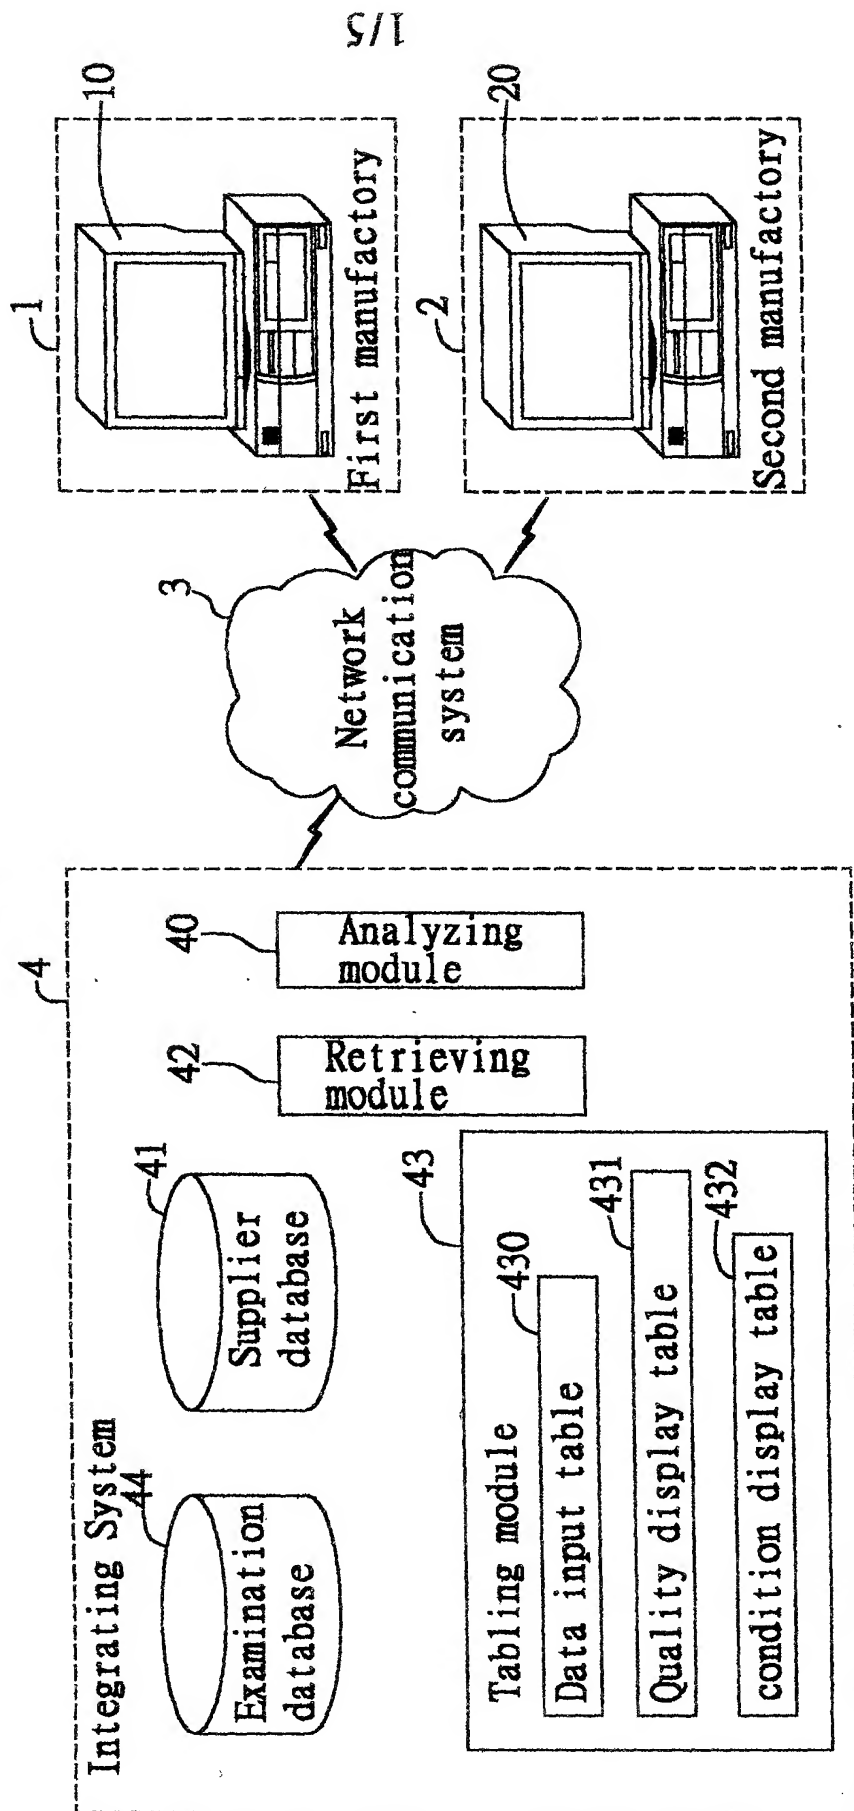 1/5
Integrating System
4
44
Examination
database
41
Supplier
database
42
Retrieving
module
40
Analyzing
module
43
Tabling module
430
Data input table
431
Quality display table
432
condition display table
3
Network
communication
system
1
10
First manufactory
2
20
Second manufactory